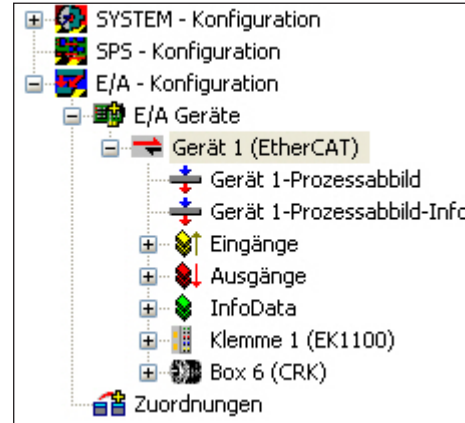 SYSTEM - Konfiguration
SPS - Konfiguration
E/A - Konfiguration
E/A Geräte
Gerät 1 (EtherCAT)
Gerät 1-Prozessabbild
Gerät 1-Prozessabbild-Info
Eingänge
Ausgänge
InfoData
Klemme 1 (EK1100)
Box 6 (CRK)
Zuordnungen